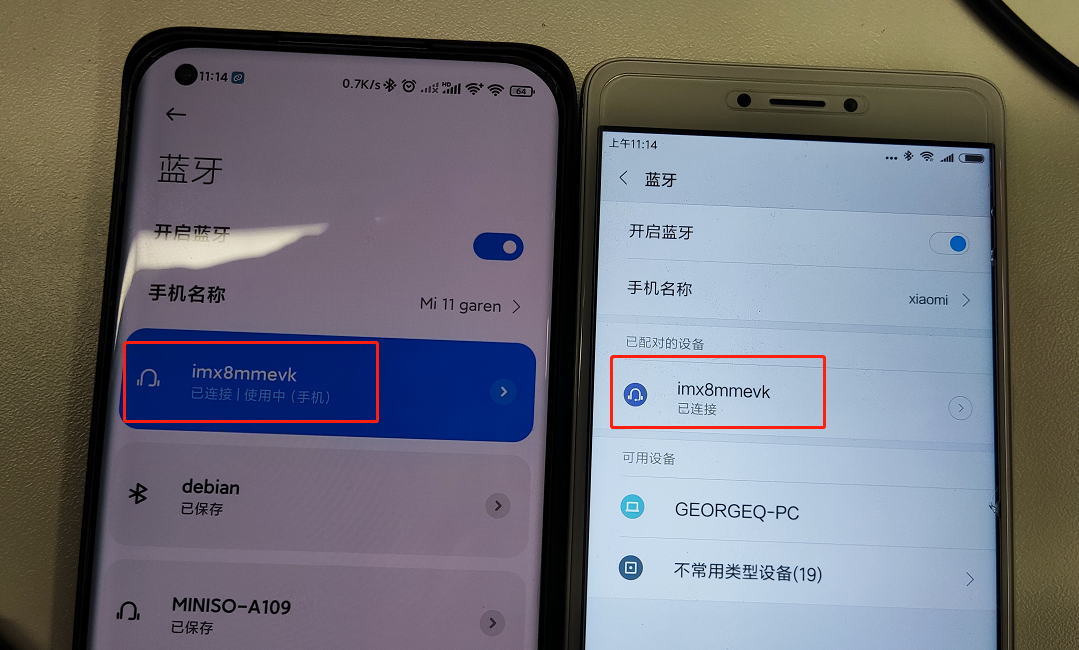 11:14
0.7K/s
HD
64
蓝牙
开启蓝牙
手机名称
Mi 11 garen
imx8mmevk
已连接 | 使用中 (手机)
debian
已保存
MINISO-A109
已保存
上午11:14
蓝牙
开启蓝牙
手机名称
xiaomi
已配对的设备
imx8mmevk
已连接
可用设备
GEORGEQ-PC
不常用类型设备(19)